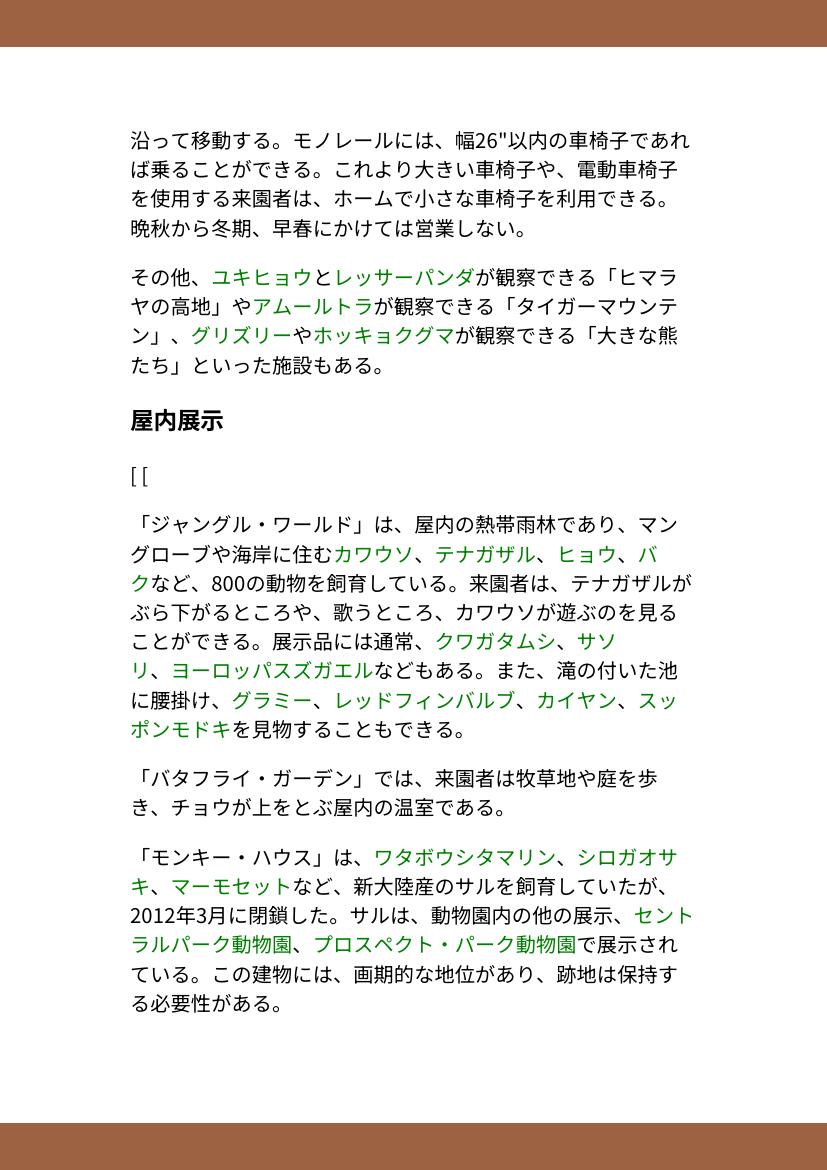 沿って移動する。モノレールには、幅26"以内の車椅子であれ
ば乗ることができる。これより大きい車椅子や、電動車椅子
を使用する来園者は、ホームで小さな車椅子を利用できる。
晩秋から冬期、早春にかけては営業しない。
その他、ユキヒョウとレッサーパンダが観察できる「ヒマラ
ヤの高地」やアムールトラが観察できる「タイガーマウンテ
ン」、グリズリーやホッキョクグマが観察できる「大きな熊
たち」といった施設もある。
屋内展示
[ [
「ジャングル・ワールド」は、屋内の熱帯雨林であり、マン
グローブや海岸に住むカワウソ、テナガザル、ヒョウ、バ
クなど、800の動物を飼育している。来園者は、テナガザルが
ぶら下がるところや、歌うところ、カワウソが遊ぶのを見る
ことができる。展示品には通常、クワガタムシ、サソ
リ、ヨーロッパスズガエルなどもある。また、滝の付いた池
に腰掛け、グラミー、レッドフィンバルブ、カイヤン、スッ
ポンモドキを見物することもできる。
「バタフライ・ガーデン」では、来園者は牧草地や庭を歩
き、チョウが上をとぶ屋内の温室である。
「モンキー・ハウス」は、ワタボウシタマリン、シロガオサ
キ、マーモセットなど、新大陸産のサルを飼育していたが、
2012年3月に閉鎖した。サルは、動物園内の他の展示、セント
ラルパーク動物園、プロスペクト・パーク動物園で展示され
ている。この建物には、画期的な地位があり、跡地は保持す
る必要性がある。